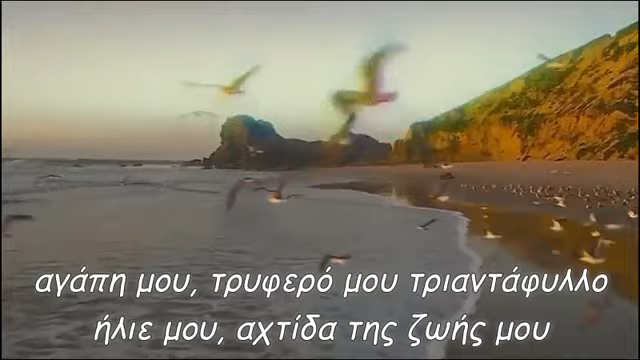 αγάπη μου, τρυφερό μου τριαντάφυλλο
ήλιε μου, αχτίδα της ζωής μου